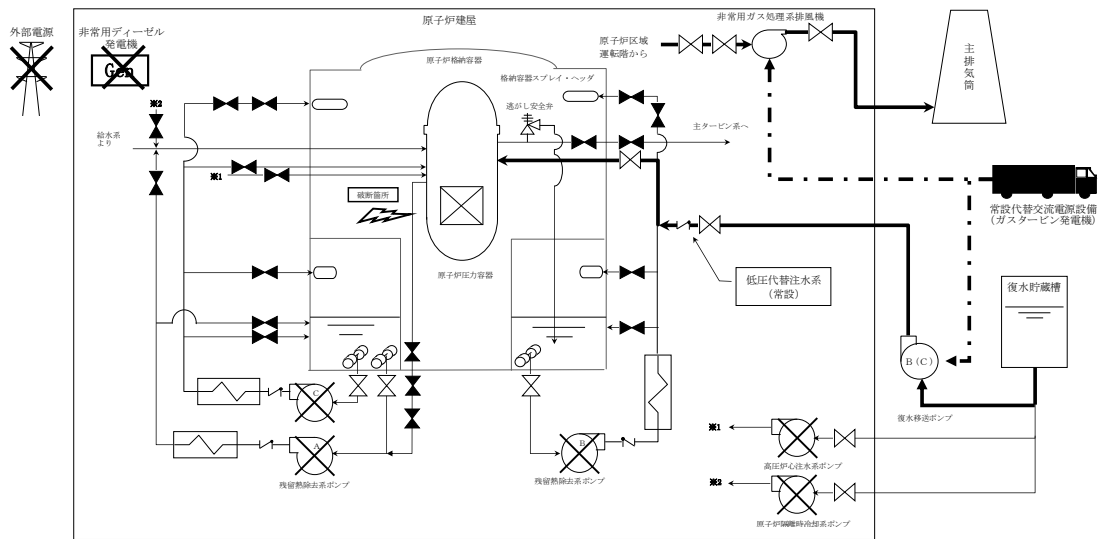 原子炉建屋
外部電源
非常用ディーゼル
発電機
Gen
非常用ガス処理系排風機
原子炉区域
運転階から
主
排
気
筒
原子炉格納容器
格納容器スプレイ・ヘッダ
逃がし安全弁
※2
給水系
より
主タービン系へ
※1
破断箇所
常設代替交流電源設備
(ガスタービン発電機)
原子炉圧力容器
低圧代替注水系
(常設)
復水貯蔵槽
B(C)
復水移送ポンプ
C
A
残留熱除去系ポンプ
B
残留熱除去系ポンプ
※1
高圧炉心注水系ポンプ
※2
原子炉隔離時冷却系ポンプ